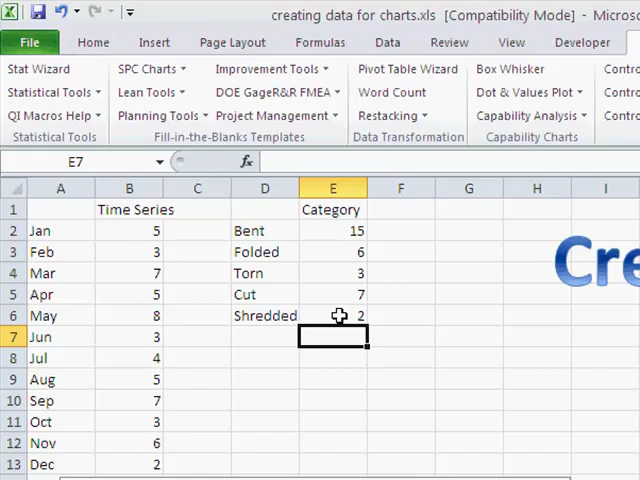 creating data for charts.xls [Compatibility Mode] - Microso
File Home Insert Page Layout Formulas Data Review View Developer
Stat Wizard SPC Charts Improvement Tools Pivot Table Wizard Box Whisker Contro
Statistical Tools Lean Tools DOE GageR&R FMEA Word Count Dot & Values Plot Contro
QI Macros Help Planning Tools Project Management Restacking Capability Analysis Contro
Statistical Tools Fill-in-the-Blanks Templates Data Transformation Capability Charts
E7 fx
A B C D E F G H I
1 Time Series Category
2 Jan 5 Bent 15
3 Feb 3 Folded 6
4 Mar 7 Torn 3
5 Apr 5 Cut 7
6 May 8 Shredded 2
Cre
7 Jun 3
8 Jul 4
9 Aug 5
10 Sep 7
11 Oct 3
12 Nov 6
13 Dec 2